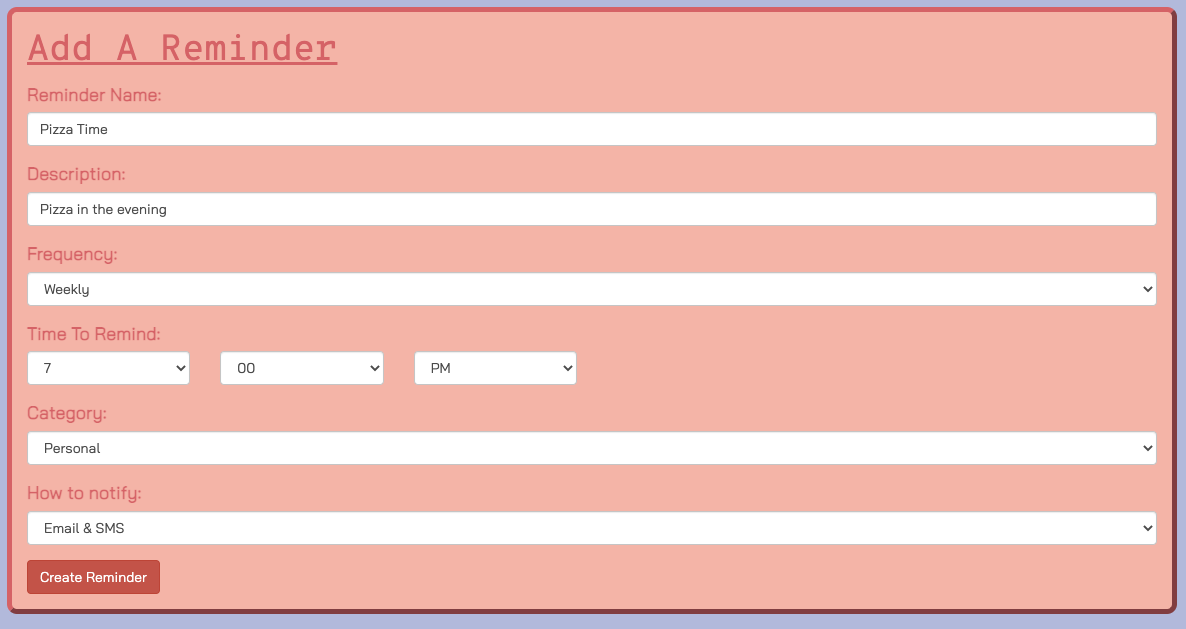 Add A Reminder
Reminder Name:
Pizza Time
Description:
Pizza in the evening
Frequency:
Weekly
Time To Remind:
7 00 PM
Category:
Personal
How to notify:
Email & SMS
Create Reminder